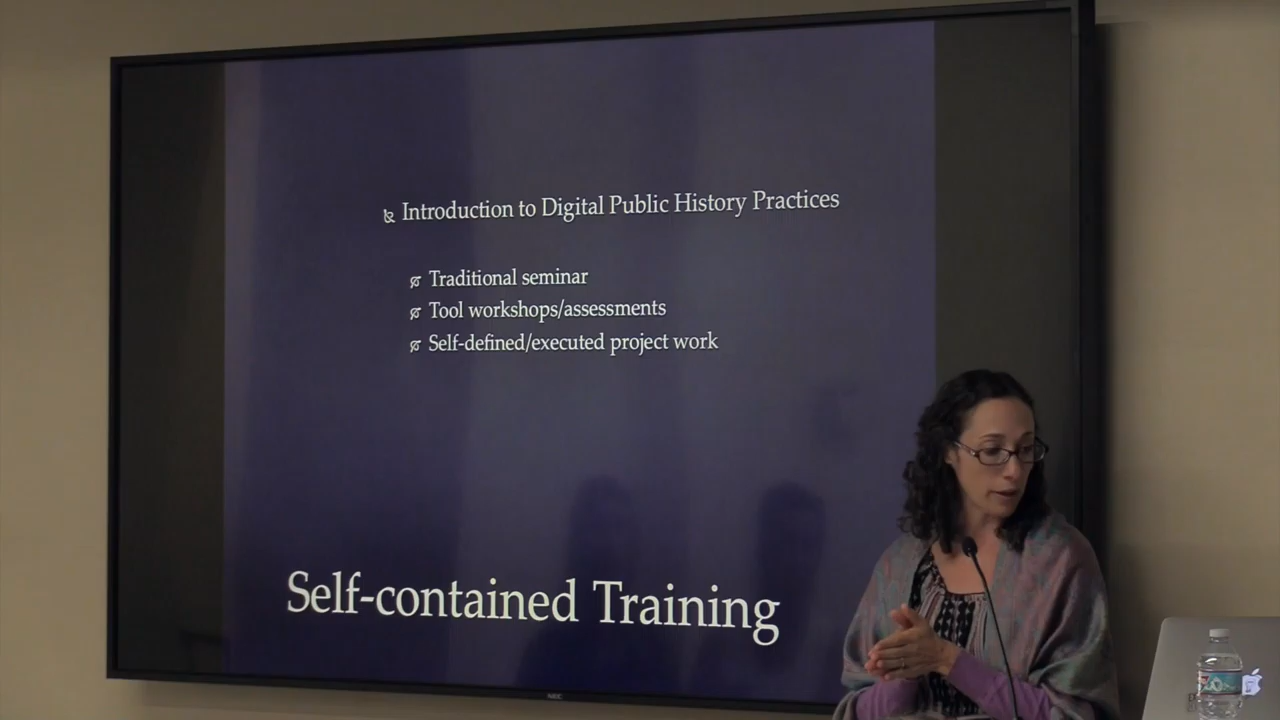 Introduction to Digital Public History Practices
Traditional seminar
Tool workshops/assessments
Self-defined/executed project work
Self-contained Training
NEC